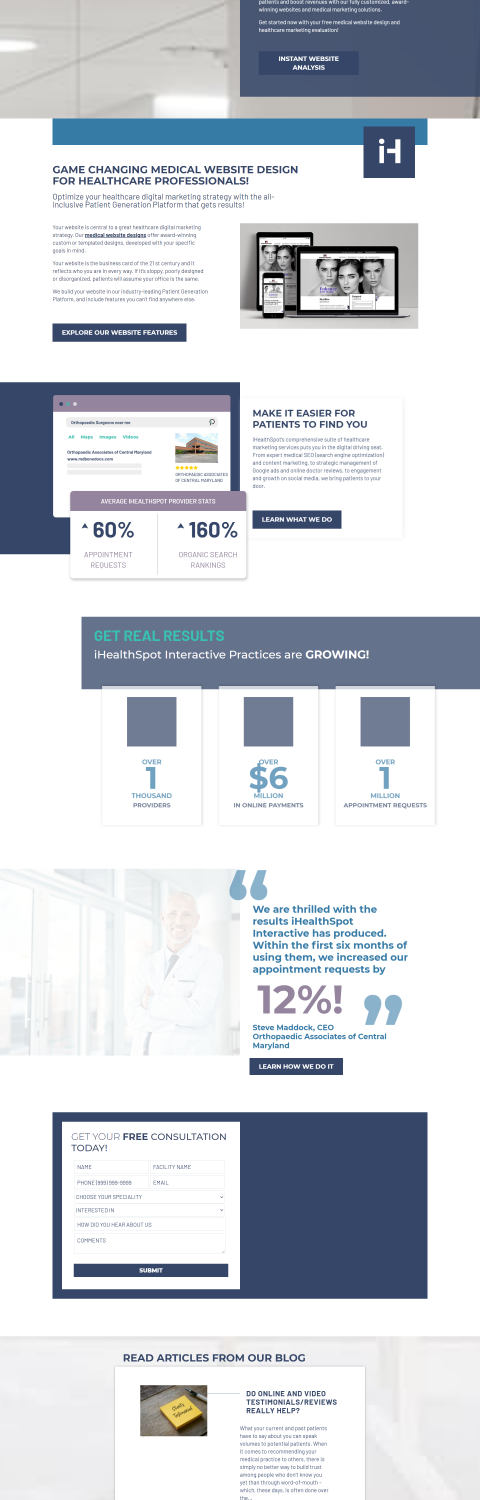 patients and boost revenues with our fully customized, award-
winning websites and medical marketing solutions.
Get started now with your free medical website design and
healthcare marketing evaluation!
INSTANT WEBSITE
ANALYSIS
iH
GAME CHANGING MEDICAL WEBSITE DESIGN
FOR HEALTHCARE PROFESSIONALS!
Optimize your healthcare digital marketing strategy with the all-
inclusive Patient Generation Platform that gets results!
Your website is central to a great healthcare digital marketing
strategy. Our medical website designs offer award-winning
custom or templated designs, developed with your specific
goals in mind.
Your website is the business card of the 21 st century and it
reflects who you are in every way. If it's sloppy, poorly designed
or disorganized, patients will assume your office is the same.
We build your website in our industry-leading Patient Generation
Platform, and include features you can't find anywhere else.
EXPLORE OUR WEBSITE FEATURES
Orthopaedic Surgeons near me
All Maps Images Videos
Orthopaedic Associates of Central Maryland
www.redbonedocs.com
ORTHOPAEDIC ASSOCIATES
OF CENTRAL MARYLAND
AVERAGE IHEALTHSPOT PROVIDER STATS
60%
APPOINTMENT
REQUESTS
160%
ORGANIC SEARCH
RANKINGS
MAKE IT EASIER FOR
PATIENTS TO FIND YOU
iHealthSpot's comprehensive suite of healthcare
marketing services puts you in the digital driving seat.
From expert medical SEO (search engine optimization)
and content marketing, to strategic management of
Google ads and online doctor reviews, to engagement
and growth on social media; we bring patients to your
door.
LEARN WHAT WE DO
GET REAL RESULTS
iHealthSpot Interactive Practices are GROWING!
OVER
1
THOUSAND
PROVIDERS
OVER
$6
MILLION
IN ONLINE PAYMENTS
OVER
1
MILLION
APPOINTMENT REQUESTS
“
We are thrilled with the
results iHealthSpot
Interactive has produced.
Within the first six months of
using them, we increased our
appointment requests by
12%!
”
Steve Maddock, CEO
Orthopaedic Associates of Central
Maryland
LEARN HOW WE DO IT
GET YOUR FREE CONSULTATION
TODAY!
NAME
FACILITY NAME
PHONE (999) 999-9999
EMAIL
CHOOSE YOUR SPECIALITY
INTERESTED IN
HOW DID YOU HEAR ABOUT US
COMMENTS
SUBMIT
READ ARTICLES FROM OUR BLOG
DO ONLINE AND VIDEO
TESTIMONIALS/REVIEWS
REALLY HELP?
What your current and past patients
have to say about you can speak
volumes to potential patients. When
it comes to recommending your
medical practice to others, there is
simply no better way to build trust
among people who don't know you
yet than through word-of-mouth –
which, these days, is often done over
the...